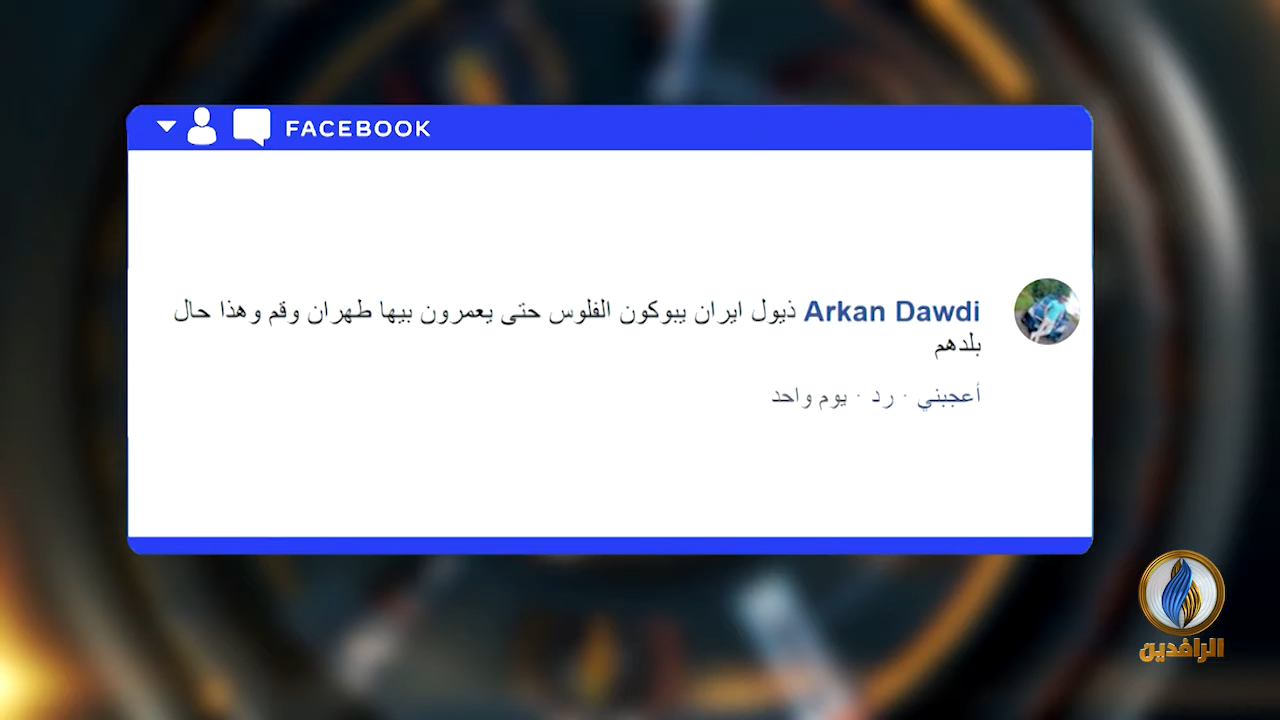 FACEBOOK
Arkan Dawdi ذيول ايران يبوكون الفلوس حتى يعمرون بيها طهران وقم وهذا حال
بلدهم
أعجبني · رد · يوم واحد
الرافدين